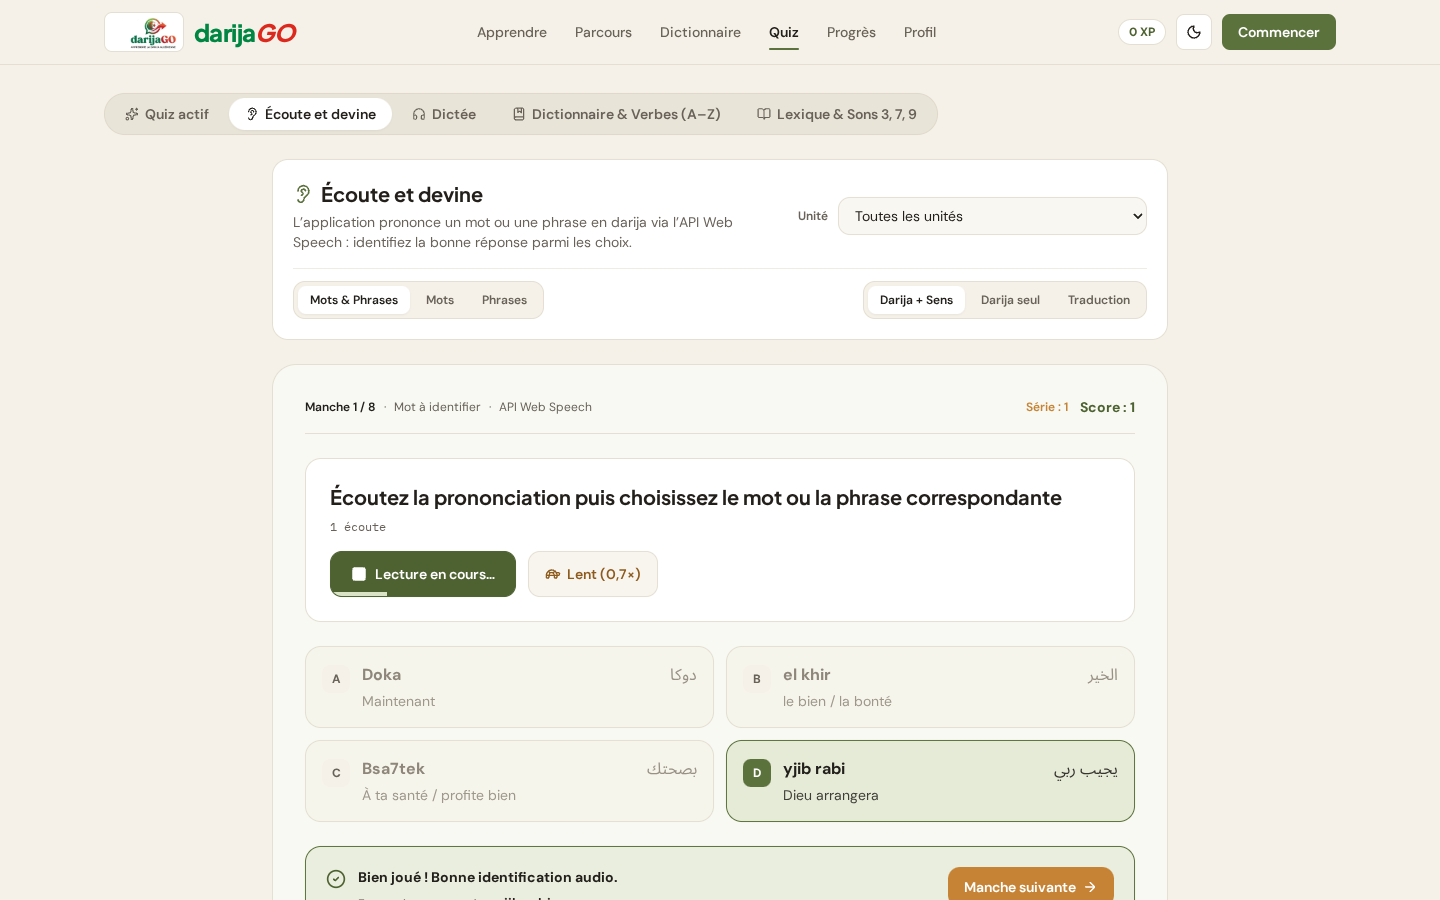 darijaGO
darijaGO
Apprendre
Parcours
Dictionnaire
Quiz
Progrès
Profil
0 XP
Commencer
Quiz actif
Écoute et devine
Dictée
Dictionnaire & Verbes (A–Z)
Lexique & Sons 3, 7, 9
Écoute et devine
L’application prononce un mot ou une phrase en darija via l’API Web
Speech : identifiez la bonne réponse parmi les choix.
Unité
Toutes les unités
Mots & Phrases
Mots
Phrases
Darija + Sens
Darija seul
Traduction
Manche 1 / 8 · Mot à identifier · API Web Speech
Série : 1
Score : 1
Écoutez la prononciation puis choisissez le mot ou la phrase correspondante
1 écoute
Lecture en cours…
Lent (0,7×)
A
Doka
دوكا
Maintenant
B
el khir
الخير
le bien / la bonté
C
Bsa7tek
بصحتك
À ta santé / profite bien
D
yjib rabi
يجيب ربي
Dieu arrangera
Bien joué ! Bonne identification audio.
Manche suivante